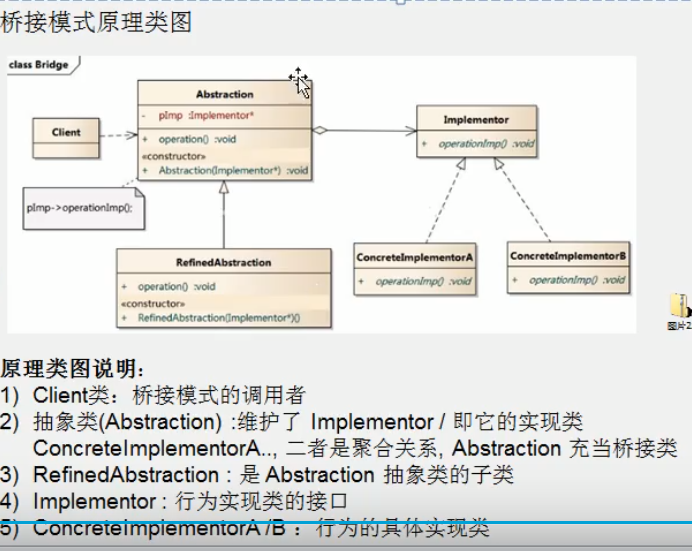 桥接模式原理类图
class Bridge
Abstraction
- pImp :Implementor*
+ operation() :void
«constructor»
+ Abstraction(Implementor*) :void
Client
pImp->operationImp();
Implementor
+ operationImp() :void
RefinedAbstraction
+ operation() :void
«constructor»
+ RefinedAbstraction(Implementor*)()
ConcreteImplementorA
+ operationImp() :void
ConcreteImplementorB
+ operationImp() :void
图片2
原理类图说明:
1) Client类：桥接模式的调用者
2) 抽象类(Abstraction) :维护了 Implementor / 即它的实现类
ConcreteImplementorA.., 二者是聚合关系, Abstraction 充当桥接类
3) RefinedAbstraction : 是 Abstraction 抽象类的子类
4) Implementor : 行为实现类的接口
5) ConcreteImplementorA /B ：行为的具体实现类